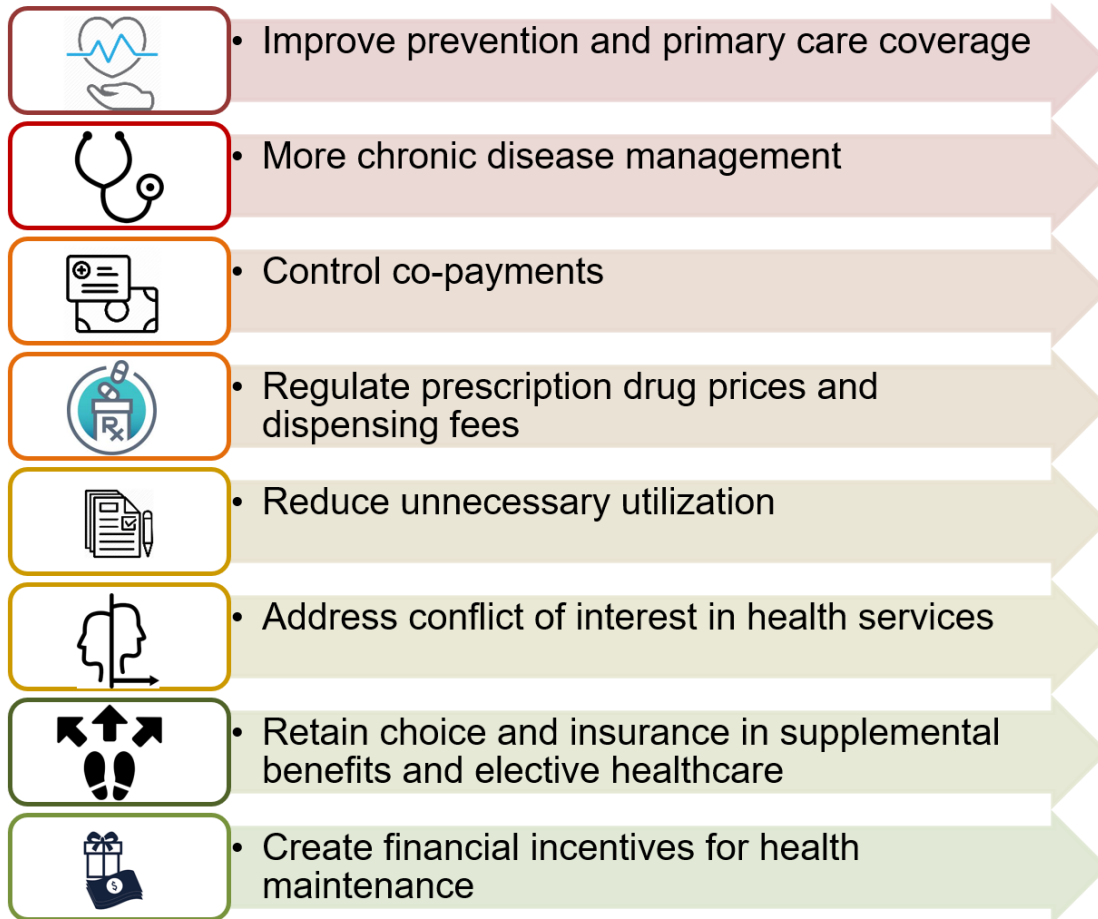 • Improve prevention and primary care coverage
• More chronic disease management
• Control co-payments
• Regulate prescription drug prices and
dispensing fees
Rx
• Reduce unnecessary utilization
• Address conflict of interest in health services
• Retain choice and insurance in supplemental
benefits and elective healthcare
• Create financial incentives for health
maintenance
$